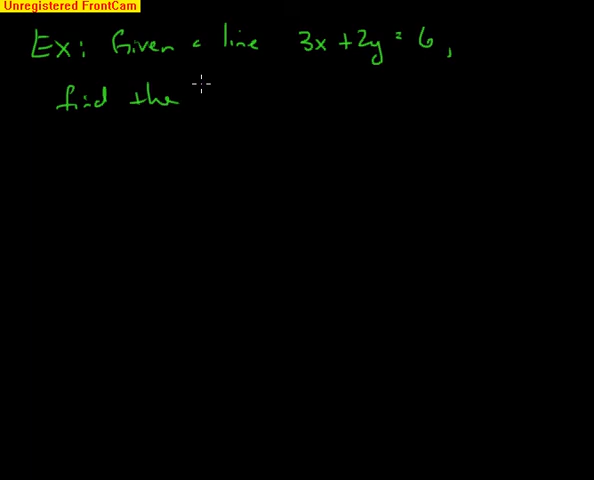 Unregistered FrontCam
Ex: Given a line 3x + 2y = 6,
find the